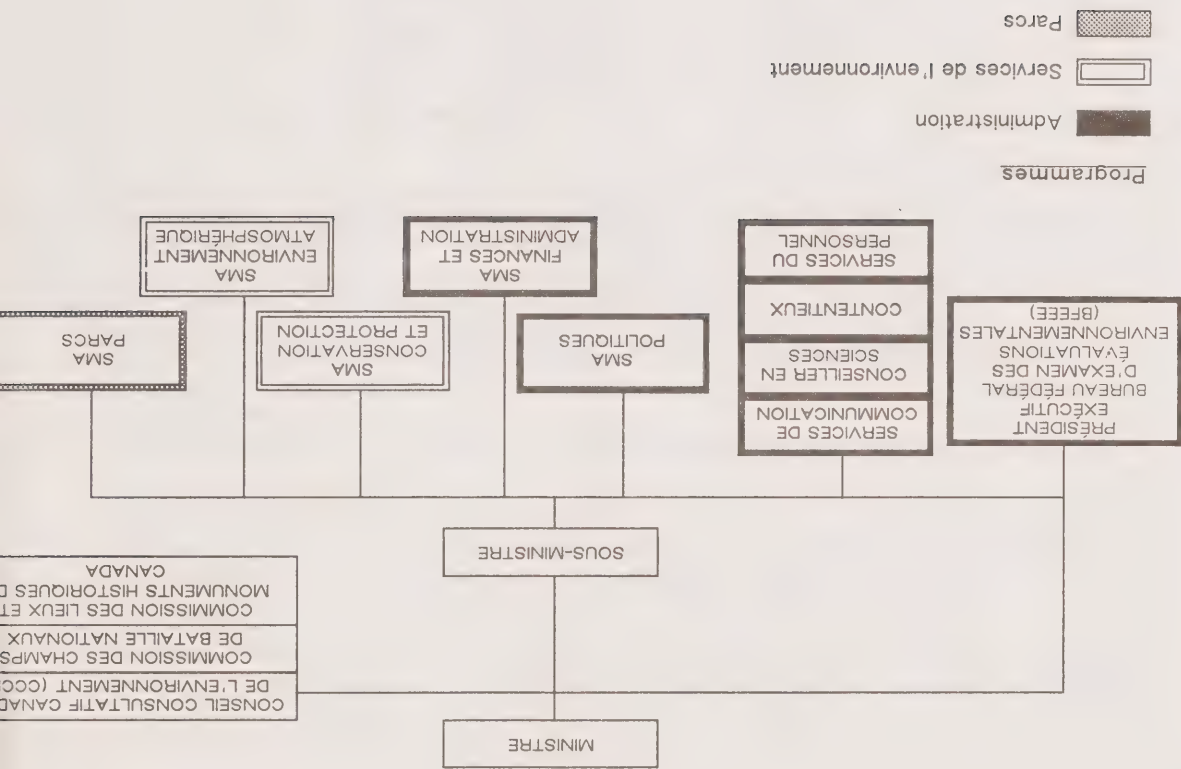 MINISTRE
CONSEIL CONSULTATIF
DE L'ENVIRONNEMENT
COMMISSION DES CHAMPS
DE BATAILLE NATIONAUX
COMMISSION DES LIEUX ET
MONUMENTS HISTORIQUES
CANADA
SOUS-MINISTRE
PRÉSIDENT
EXÉCUTIF
BUREAU FÉDÉRAL
D'EXAMEN DES
ÉVALUATIONS
ENVIRONNEMENTALES
(BFEEE)
SERVICES DE
COMMUNICATION
CONSEILLER EN
SCIENCES
CONTENTIEUX
SERVICES DU
PERSONNEL
SMA
POLITIQUES
SMA
FINANCES ET
ADMINISTRATION
SMA
CONSERVATION
ET PROTECTION
SMA
ENVIRONNEMENT
ATMOSPHÉRIQUE
SMA
PARCS
Programmes
Administration
Services de l'environnement
Parcs